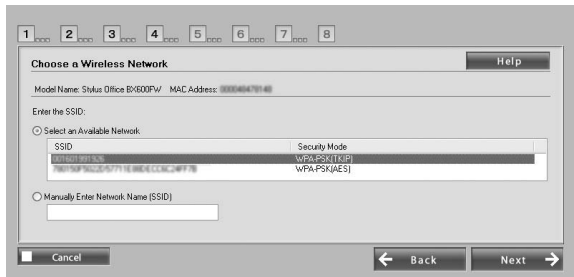 1 2 3 4 5 6 7 8
Choose a Wireless Network
Help
Model Name: Stylus Office BX600FW MAC Address:
Enter the SSID:
Select an Available Network
SSID Security Mode
WPA-PSK(TKIP)
WPA-PSK(AES)
Manually Enter Network Name (SSID)
Cancel Back Next